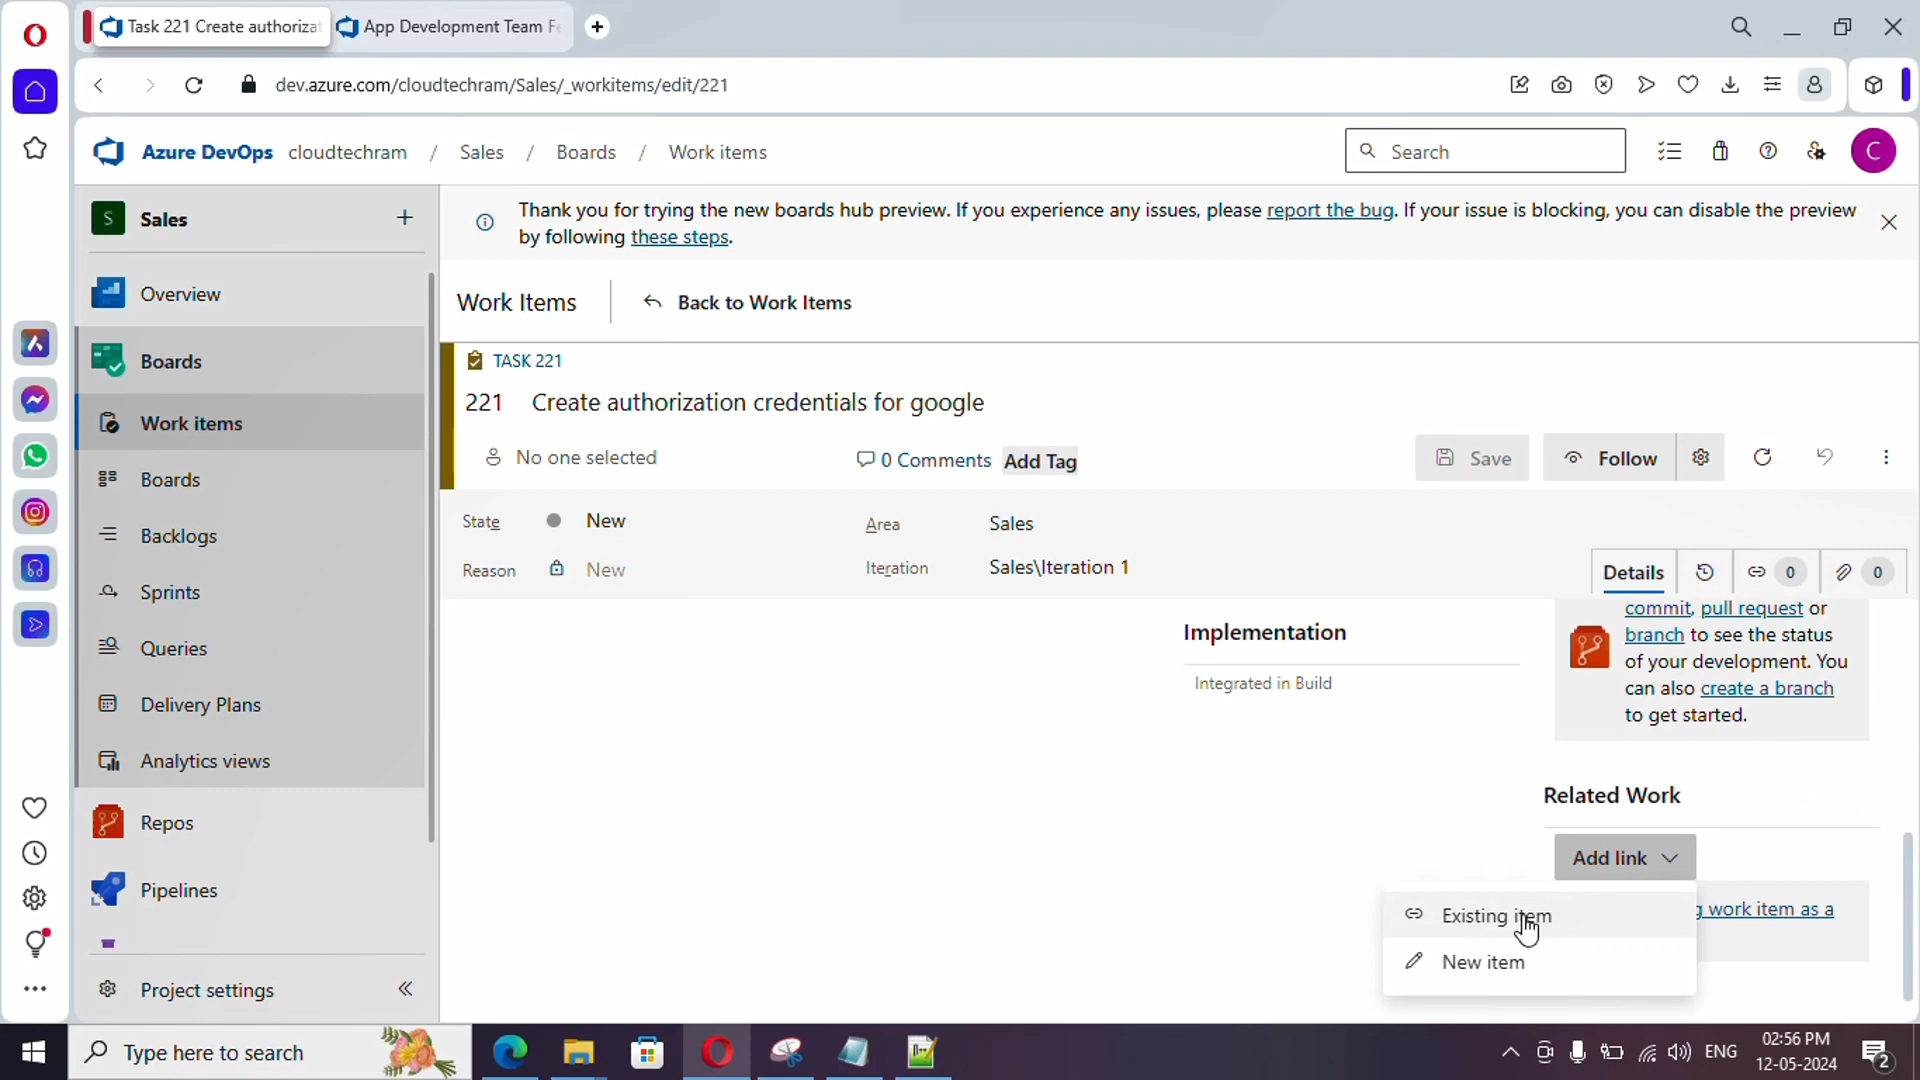 Task 221 Create authorizat
App Development Team Fe
dev.azure.com/cloudtechram/Sales/_workitems/edit/221
Azure DevOps cloudtechram / Sales / Boards / Work items
Search
C
S Sales
Thank you for trying the new boards hub preview. If you experience any issues, please report the bug. If your issue is blocking, you can disable the preview
by following these steps.
Overview
Boards
Work items
Boards
Backlogs
Sprints
Queries
Delivery Plans
Analytics views
Repos
Pipelines
Project settings
Work Items
Back to Work Items
TASK 221
221 Create authorization credentials for google
No one selected
0 Comments
Add Tag
Save
Follow
State New
Area Sales
Reason New
Iteration Sales\Iteration 1
Details
0
0
Implementation
Integrated in Build
commit, pull request or
branch to see the status
of your development. You
can also create a branch
to get started.
Related Work
Add link
work item as a
Existing item
New item
Type here to search
ENG
02:56 PM
12-05-2024
2